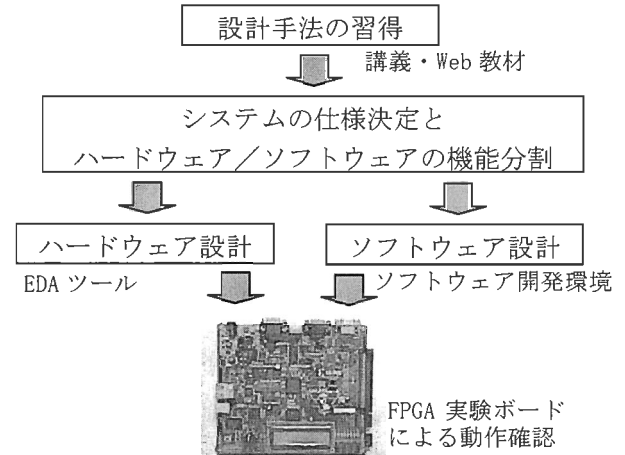 設計手法の習得
講義・Web 教材
システムの仕様決定と
ハードウェア／ソフトウェアの機能分割
ハードウェア設計
ソフトウェア設計
EDA ツール
ソフトウェア開発環境
FPGA 実験ボード
による動作確認